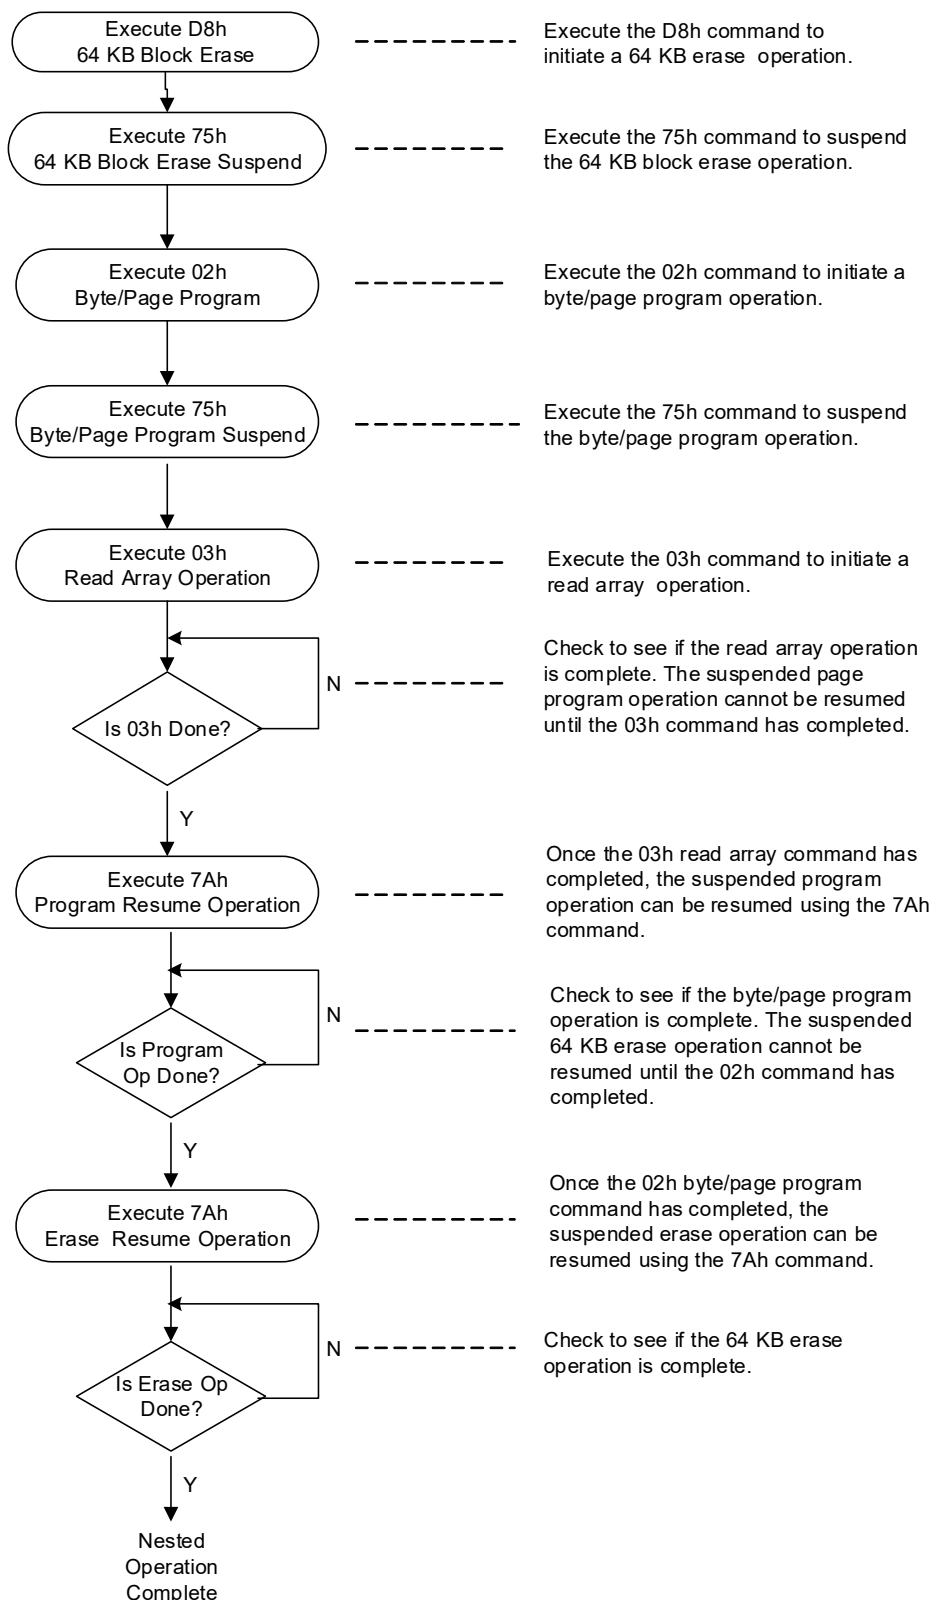 Execute D8h
64 KB Block Erase
Execute the D8h command to
initiate a 64 KB erase operation.
Execute 75h
64 KB Block Erase Suspend
Execute the 75h command to suspend
the 64 KB block erase operation.
Execute 02h
Byte/Page Program
Execute the 02h command to initiate a
byte/page program operation.
Execute 75h
Byte/Page Program Suspend
Execute the 75h command to suspend
the byte/page program operation.
Execute 03h
Read Array Operation
Execute the 03h command to initiate a
read array operation.
Is 03h Done?
N
Check to see if the read array operation
is complete. The suspended page
program operation cannot be resumed
until the 03h command has completed.
Y
Execute 7Ah
Program Resume Operation
Once the 03h read array command has
completed, the suspended program
operation can be resumed using the 7Ah
command.
Is Program
Op Done?
N
Check to see if the byte/page program
operation is complete. The suspended
64 KB erase operation cannot be
resumed until the 02h command has
completed.
Y
Execute 7Ah
Erase Resume Operation
Once the 02h byte/page program
command has completed, the
suspended erase operation can be
resumed using the 7Ah command.
Is Erase Op
Done?
N
Check to see if the 64 KB erase
operation is complete.
Y
Nested
Operation
Complete